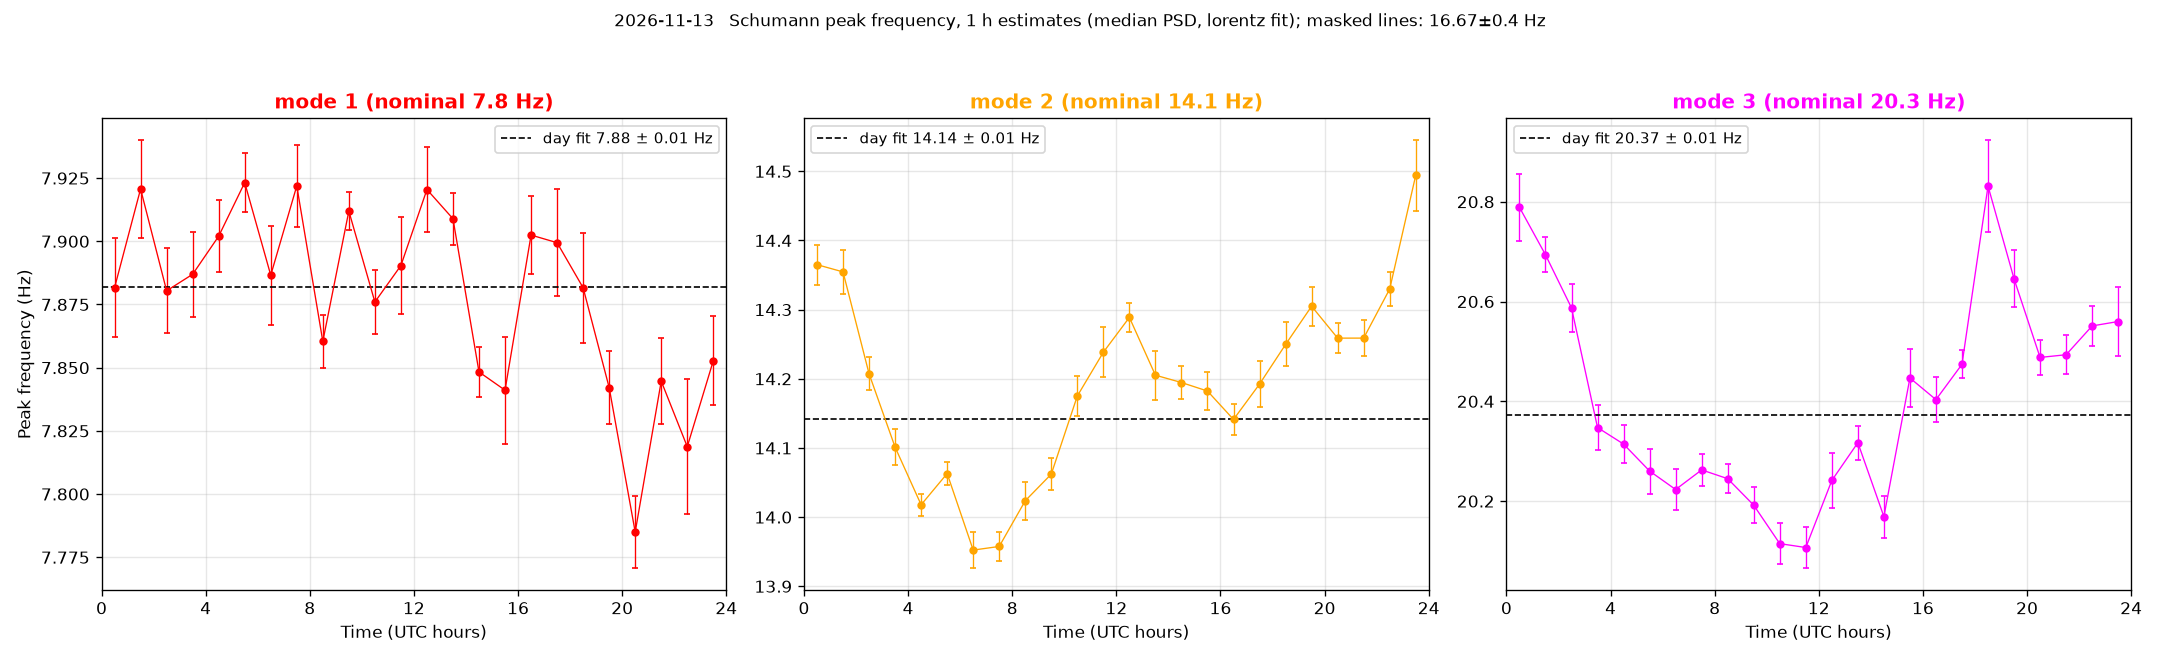 2026-11-13   Schumann peak frequency, 1 h estimates (median PSD, lorentz fit); masked lines: 16.67±0.4 Hz
mode 1 (nominal 7.8 Hz)
day fit 7.88 ± 0.01 Hz
Peak frequency (Hz)
7.925
7.900
7.875
7.850
7.825
7.800
7.775
0 4 8 12 16 20 24
Time (UTC hours)
mode 2 (nominal 14.1 Hz)
day fit 14.14 ± 0.01 Hz
14.5
14.4
14.3
14.2
14.1
14.0
13.9
0 4 8 12 16 20 24
Time (UTC hours)
mode 3 (nominal 20.3 Hz)
day fit 20.37 ± 0.01 Hz
20.8
20.6
20.4
20.2
0 4 8 12 16 20 24
Time (UTC hours)